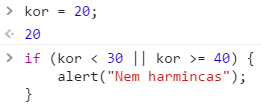 > kor = 20;
<· 20
> if (kor < 30 || kor >= 40) {
    alert("Nem harmincas");
}